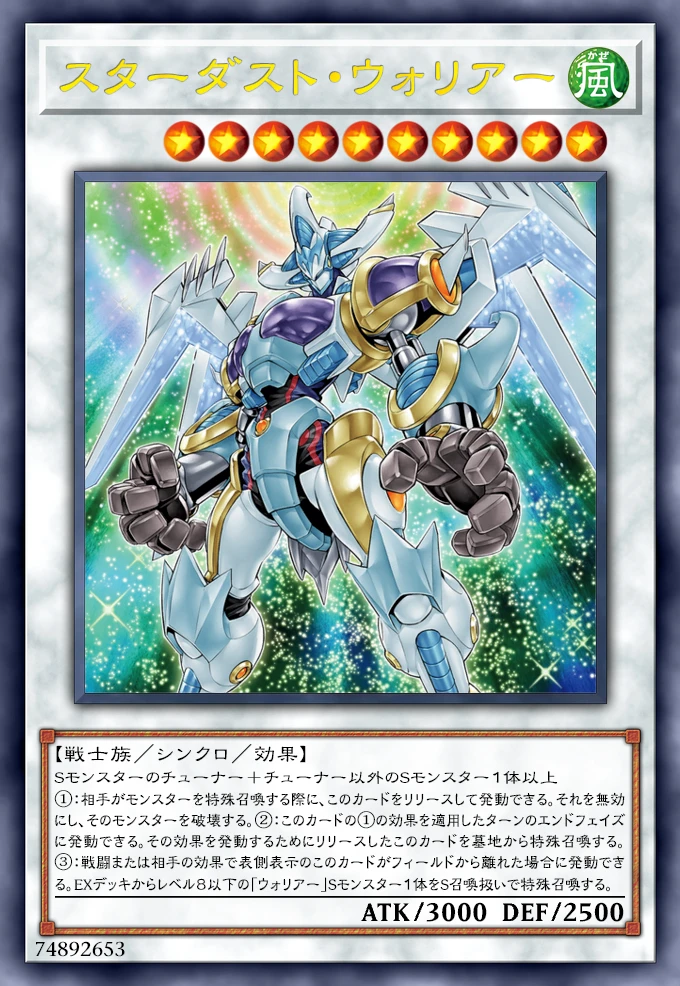 スターダスト・ウォリアー
かぜ
風
【戦士族／シンクロ／効果】
Sモンスターのチューナー＋チューナー以外のSモンスター1体以上
①：相手がモンスターを特殊召喚する際に、このカードをリリースして発動できる。それを無効
にし、そのモンスターを破壊する。②：このカードの①の効果を適用したターンのエンドフェイズ
に発動できる。その効果を発動するためにリリースしたこのカードを墓地から特殊召喚する。
③：戦闘または相手の効果で表側表示のこのカードがフィールドから離れた場合に発動でき
る。EXデッキからレベル8以下の「ウォリアー」Sモンスター1体をS召喚扱いで特殊召喚する。
ATK/3000 DEF/2500
74892653